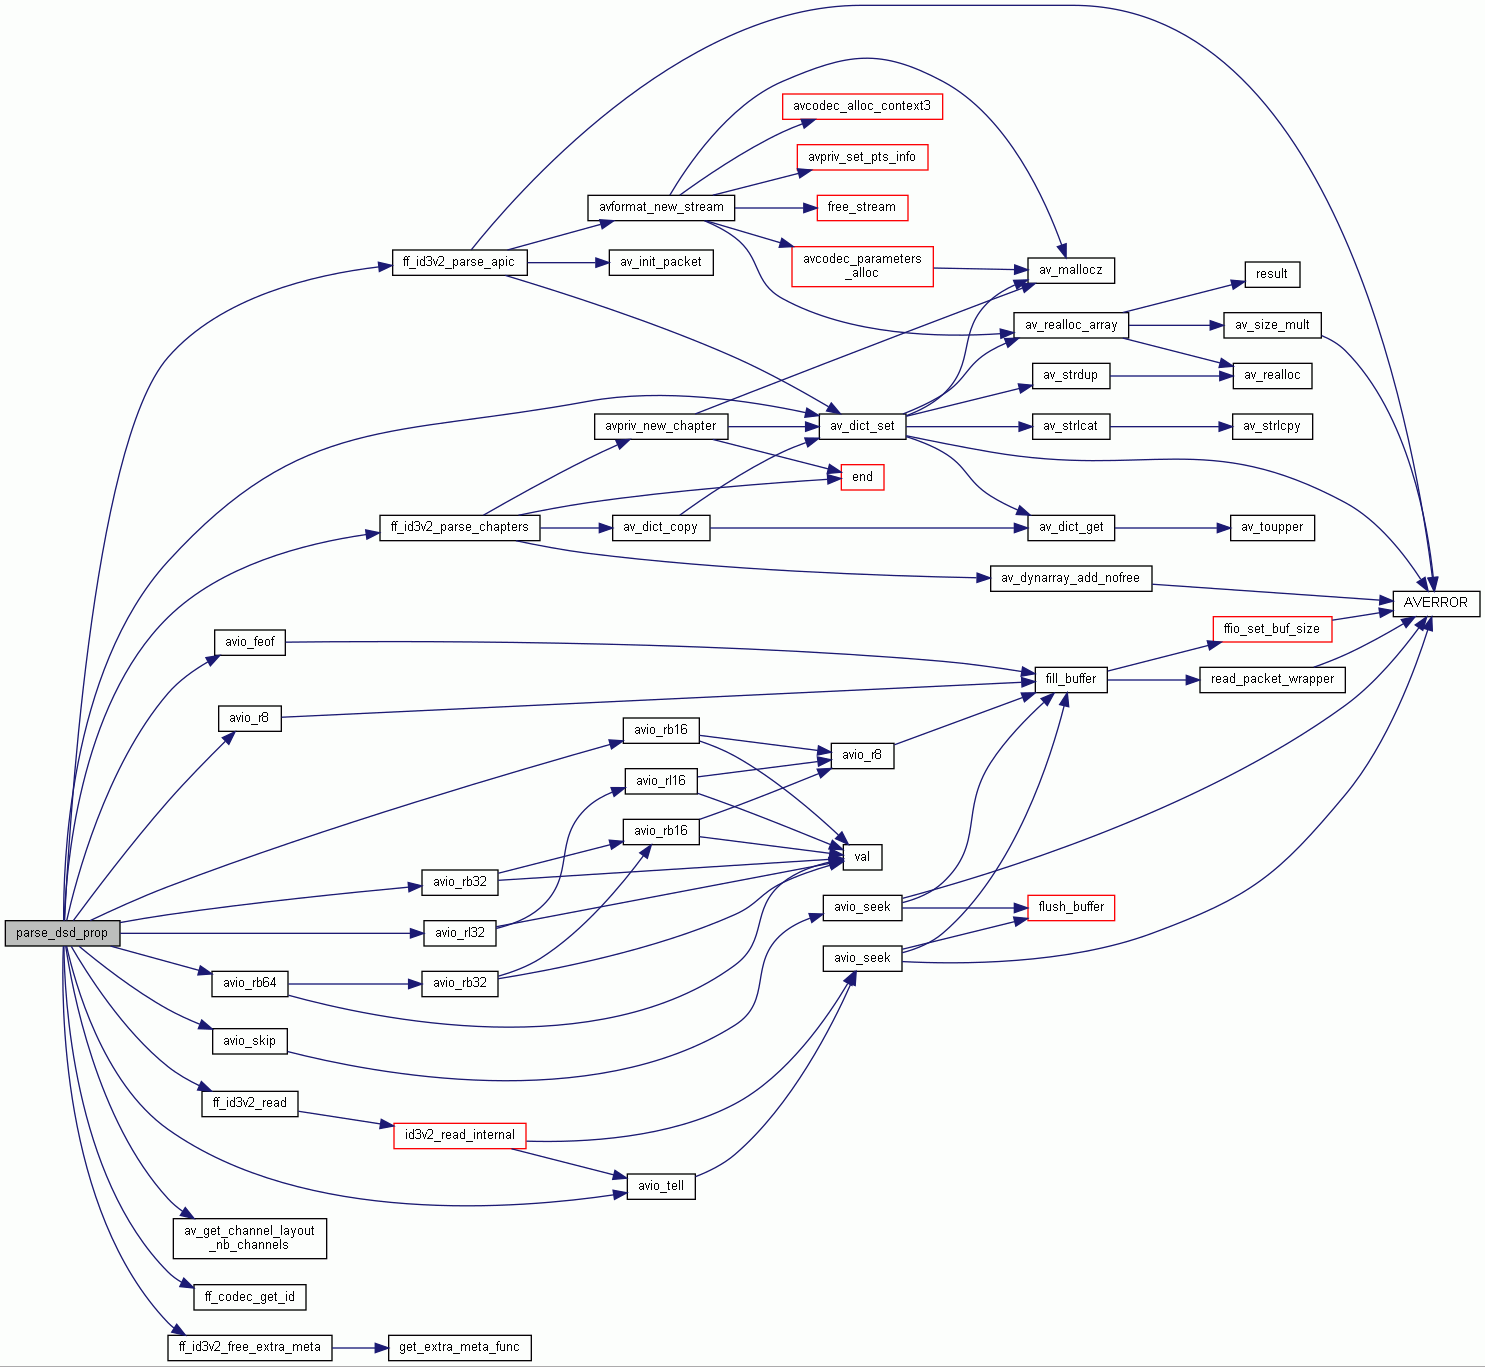 avcodec_alloc_context3
avpriv_set_pts_info
avformat_new_stream
free_stream
ff_id3v2_parse_apic
av_init_packet
avcodec_parameters
_alloc
av_mallocz
result
av_realloc_array
av_size_mult
av_strdup
av_realloc
avpriv_new_chapter
av_dict_set
av_strlcat
av_strlcpy
end
ff_id3v2_parse_chapters
av_dict_copy
av_dict_get
av_toupper
av_dynarray_add_nofree
AVERROR
avio_feof
ffio_set_buf_size
fill_buffer
read_packet_wrapper
avio_r8
avio_rb16
avio_r8
avio_rl16
avio_rb16
val
avio_rb32
avio_seek
flush_buffer
parse_dsd_prop
avio_rl32
avio_seek
avio_rb64
avio_rb32
avio_skip
ff_id3v2_read
id3v2_read_internal
avio_tell
av_get_channel_layout
_nb_channels
ff_codec_get_id
ff_id3v2_free_extra_meta
get_extra_meta_func